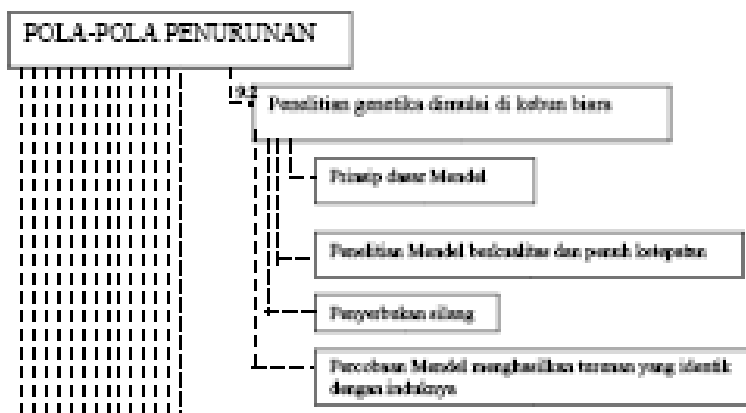 POLA-POLA PENURUNAN
9.2
Penelitian genetika dimulai di kebun biara
Prinsip dasar Mendel
Penelitian Mendel berkualitas dan penuh ketepatan
Penyerbukan silang
Percobaan Mendel menghasilkan turunan yang identik
dengan induknya